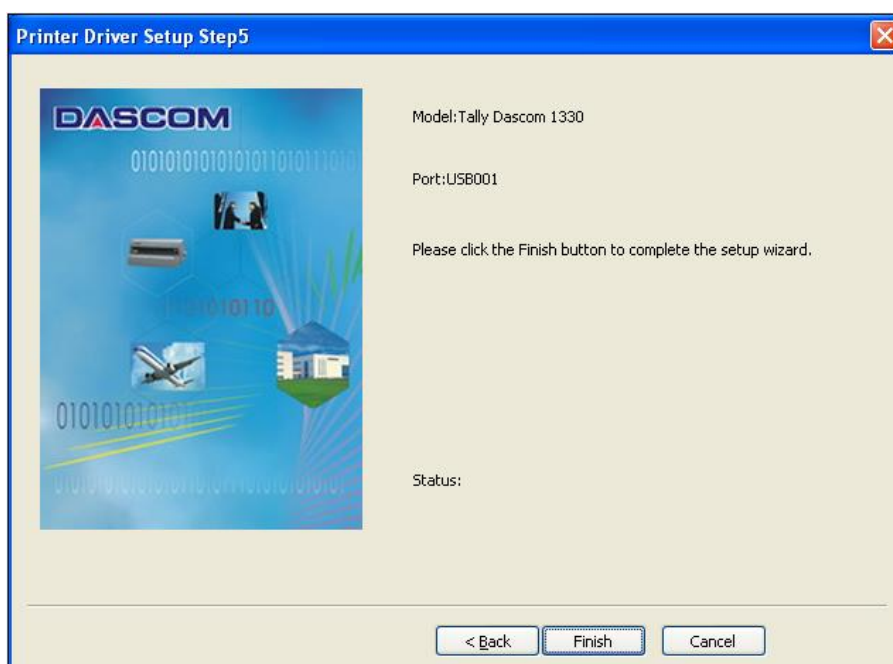 Printer Driver Setup Step5
DASCOM
Model:Tally Dascom 1330
Port:USB001
Please click the Finish button to complete the setup wizard.
Status:
< Back
Finish
Cancel